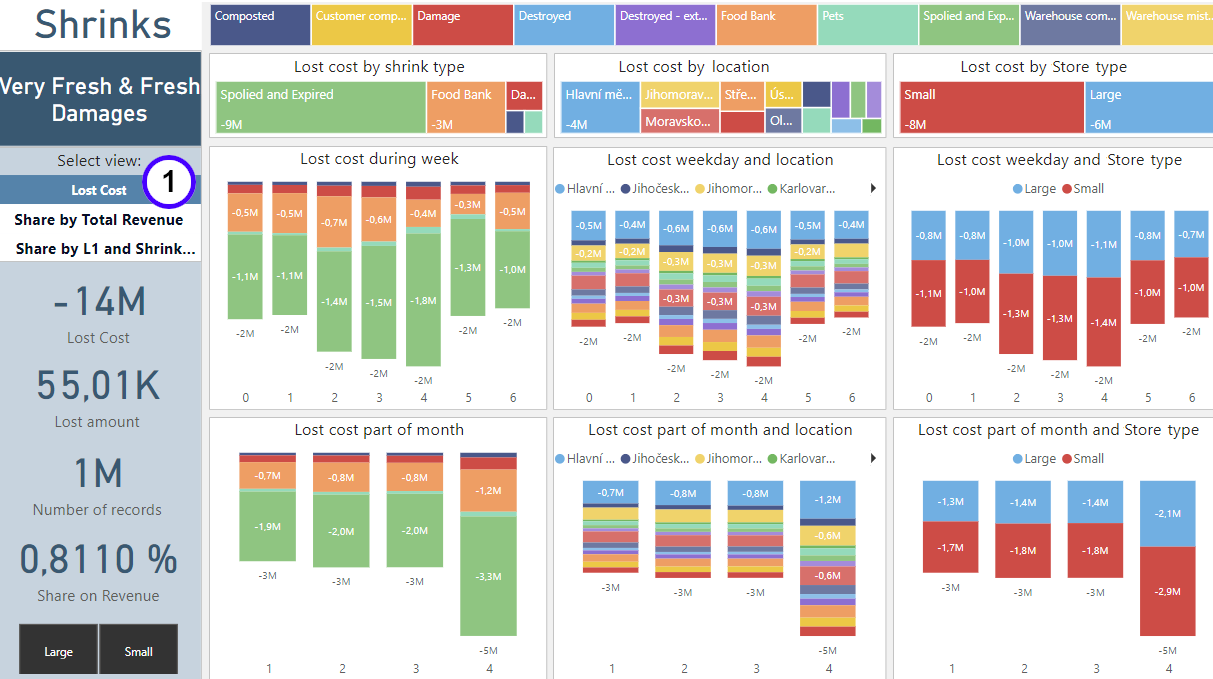 Shrinks
Very Fresh & Fresh
Damages
Select view:
Lost Cost
1
Share by Total Revenue
Share by L1 and Shrink...
-14M
Lost Cost
55,01K
Lost amount
1M
Number of records
0,8110 %
Share on Revenue
Large
Small
Composted
Customer comp...
Damage
Destroyed
Destroyed - ext...
Food Bank
Pets
Spolied and Exp...
Warehouse com...
Warehouse mist...
Lost cost by shrink type
Spolied and Expired
Food Bank
Da...
-9M
-3M
Lost cost by location
Hlavní mě...
Jihomorav...
Stře...
Ús...
-4M
Moravsko...
Ol...
Lost cost by Store type
Small
Large
-8M
-6M
Lost cost during week
-0,5M
-0,5M
-0,7M
-0,6M
-0,4M
-0,3M
-0,5M
-1,1M
-1,1M
-1,4M
-1,5M
-1,8M
-1,3M
-1,0M
-2M
-2M
-2M
-2M
-2M
-2M
-2M
0 1 2 3 4 5 6
Lost cost weekday and location
Hlavní ... Jihočesk... Jihomor... Karlovar...
-0,5M
-0,4M
-0,6M
-0,6M
-0,6M
-0,5M
-0,4M
-0,2M
-0,2M
-0,3M
-0,3M
-0,3M
-0,2M
-0,3M
-0,3M
-0,3M
-2M
-2M
-2M
-2M
-2M
-2M
-2M
0 1 2 3 4 5 6
Lost cost weekday and Store type
Large Small
-0,8M
-0,8M
-1,0M
-1,0M
-1,1M
-0,8M
-0,7M
-1,1M
-1,0M
-1,3M
-1,3M
-1,4M
-1,0M
-1,0M
-2M
-2M
-2M
-2M
-2M
-2M
-2M
0 1 2 3 4 5 6
Lost cost part of month
-0,7M
-0,8M
-0,8M
-1,2M
-1,9M
-2,0M
-2,0M
-3,3M
-3M
-3M
-3M
-5M
1 2 3 4
Lost cost part of month and location
Hlavní ... Jihočesk... Jihomor... Karlovar...
-0,7M
-0,8M
-0,8M
-1,2M
-0,6M
-0,6M
-3M
-3M
-3M
-5M
1 2 3 4
Lost cost part of month and Store type
Large Small
-1,3M
-1,4M
-1,4M
-2,1M
-1,7M
-1,8M
-1,8M
-2,9M
-3M
-3M
-3M
-5M
1 2 3 4